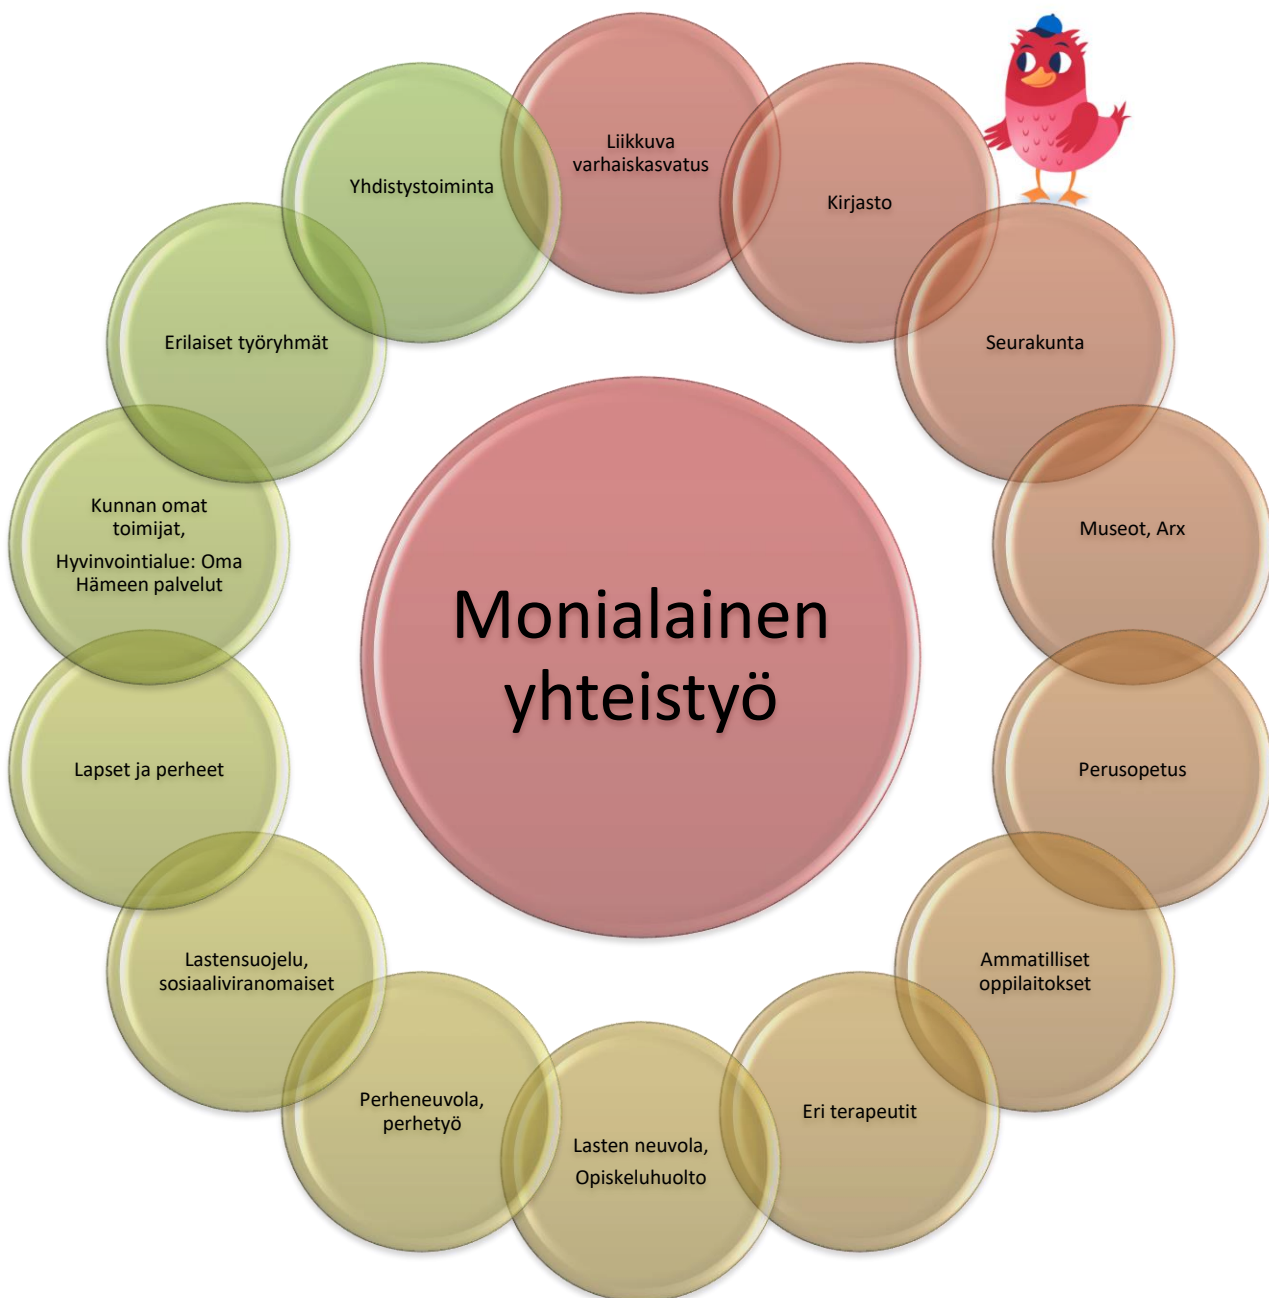 Liikkuva
varhaiskasvatus
Kirjasto
Seurakunta
Museot, Arx
Perusopetus
Ammatilliset
oppilaitokset
Eri terapeutit
Lasten neuvola,
Opiskeluhuolto
Perheneuvola,
perhetyö
Lastensuojelu,
sosiaaliviranomaiset
Lapset ja perheet
Kunnan omat
toimijat,
Hyvinvointialue: Oma
Hämeen palvelut
Erilaiset työryhmät
Yhdistystoiminta
Monialainen
yhteistyö